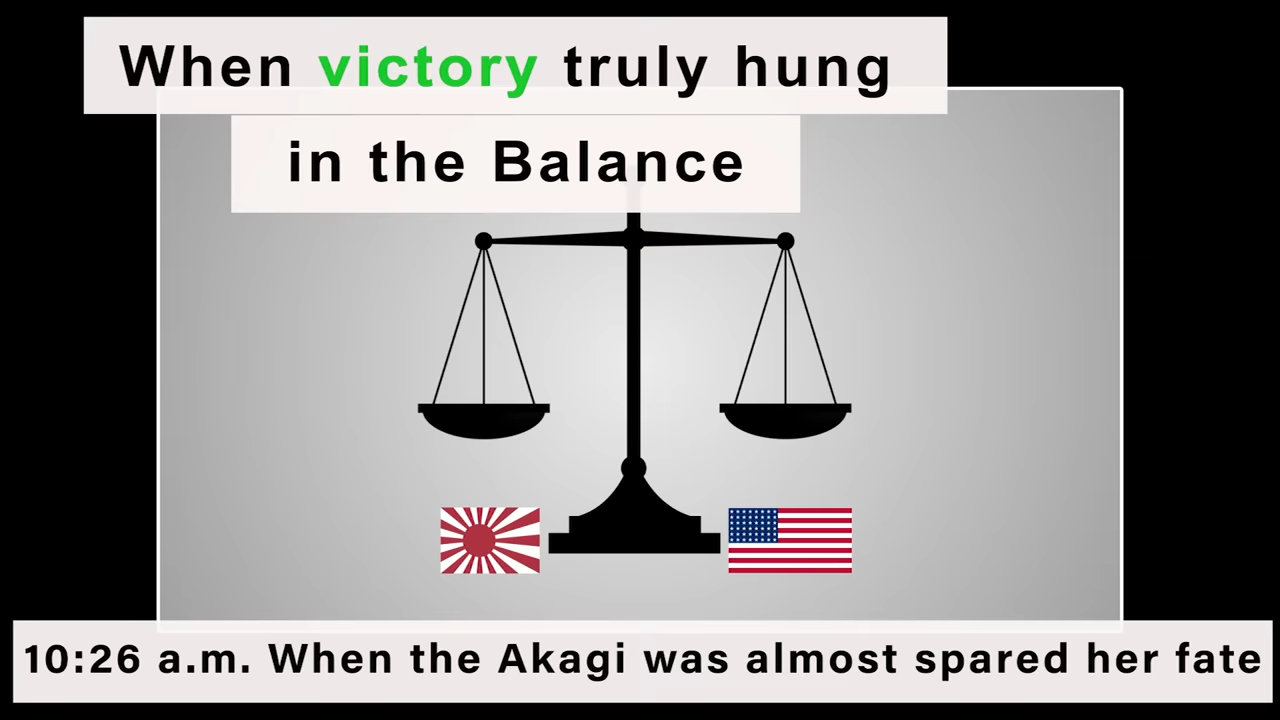 When victory truly hung
in the Balance
10:26 a.m. When the Akagi was almost spared her fate